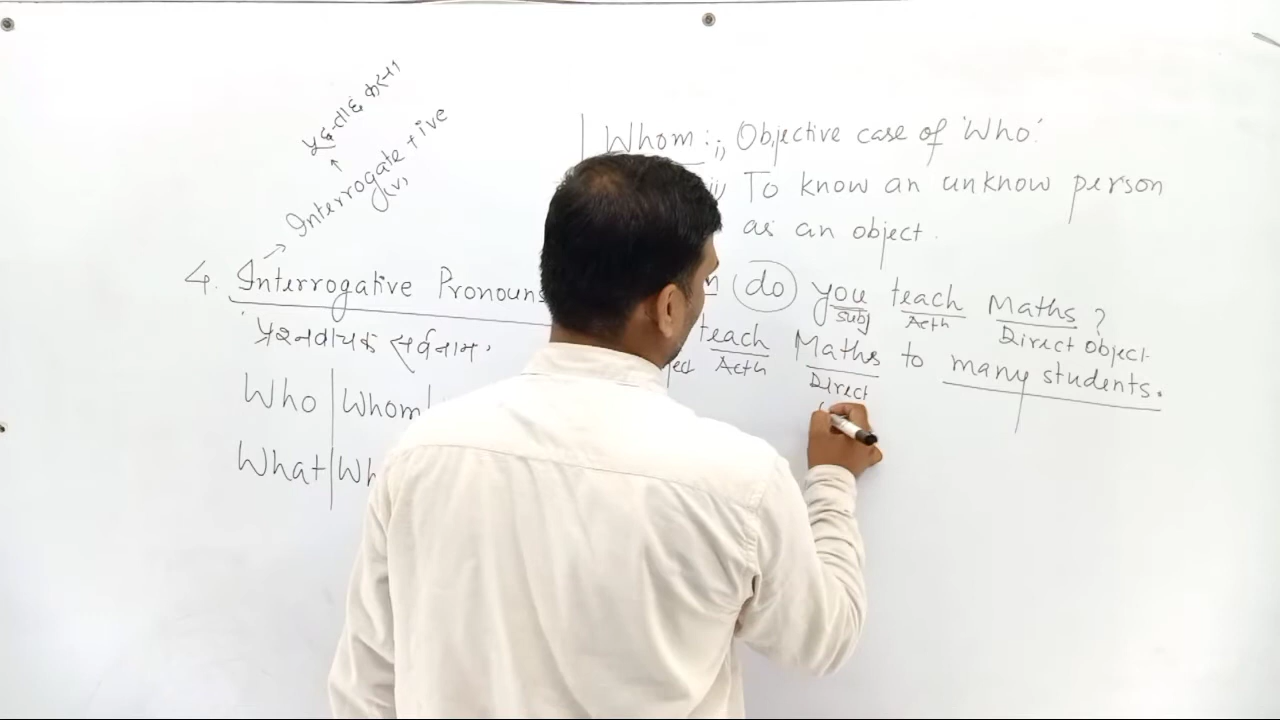 पूछ-ताछ करना
↑
→ Interrogate + ive
(V)
4. Interrogative Pronouns
प्रश्नवाचक सर्वनाम
Who | Whom
What | Wh
Whom : i, Objective case of 'Who'.
ii, To know an unknow person
as an object.
do you teach Maths?
Subj Actn Direct Object
teach Maths to many students.
ject Actn Direct